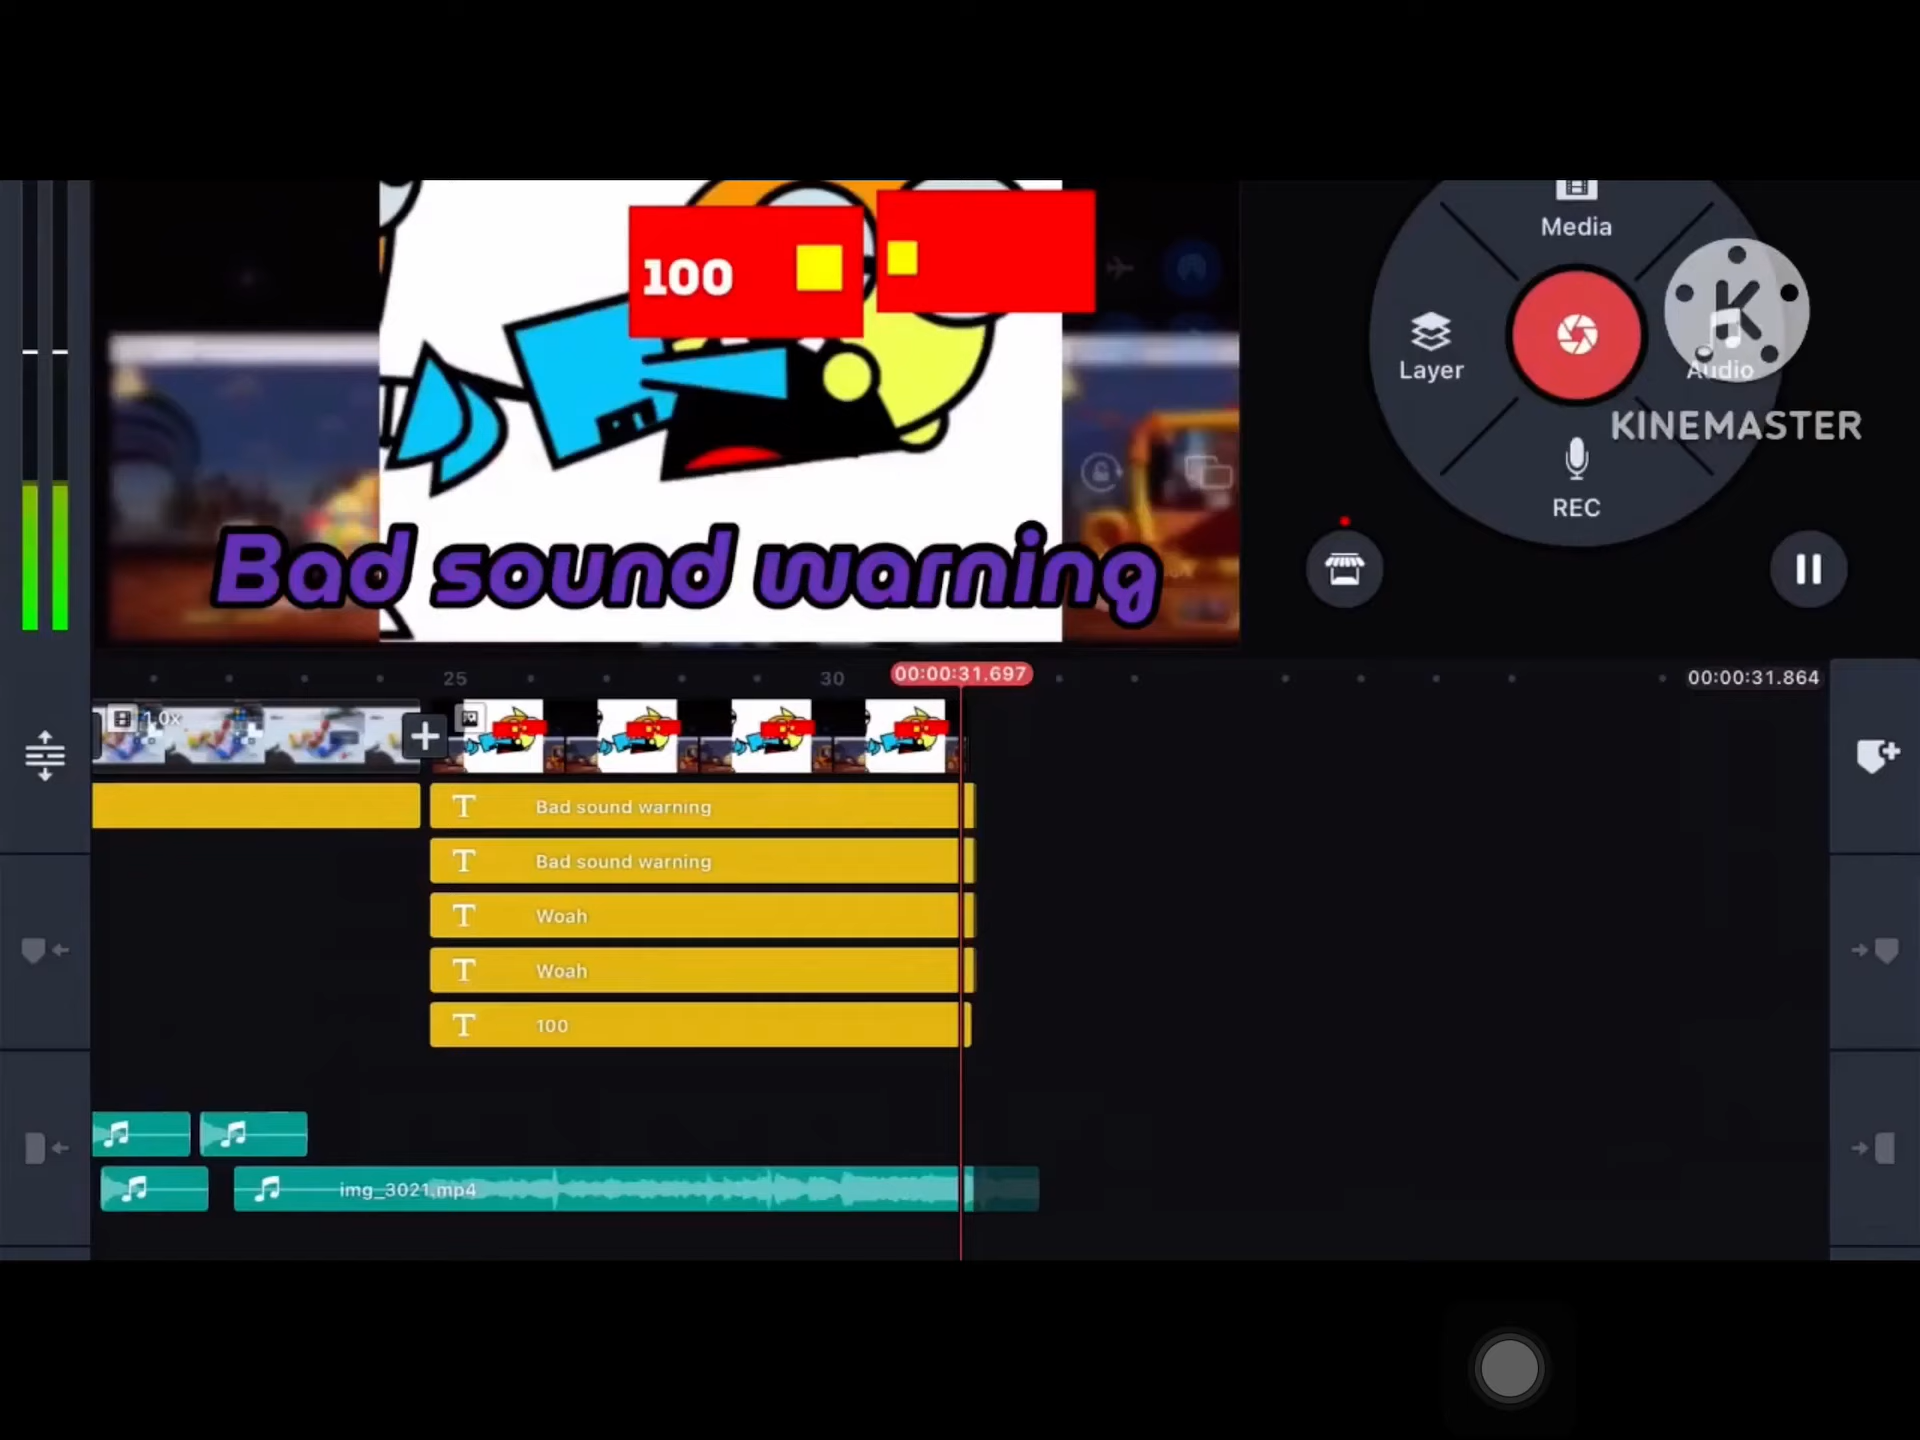 Media
100
Layer
Audio
KINEMASTER
REC
Bad sound warning
25
30
00:00:31.697
00:00:31.864
1.0x
T Bad sound warning
T Bad sound warning
T Woah
T Woah
T 100
img_3021.mp4